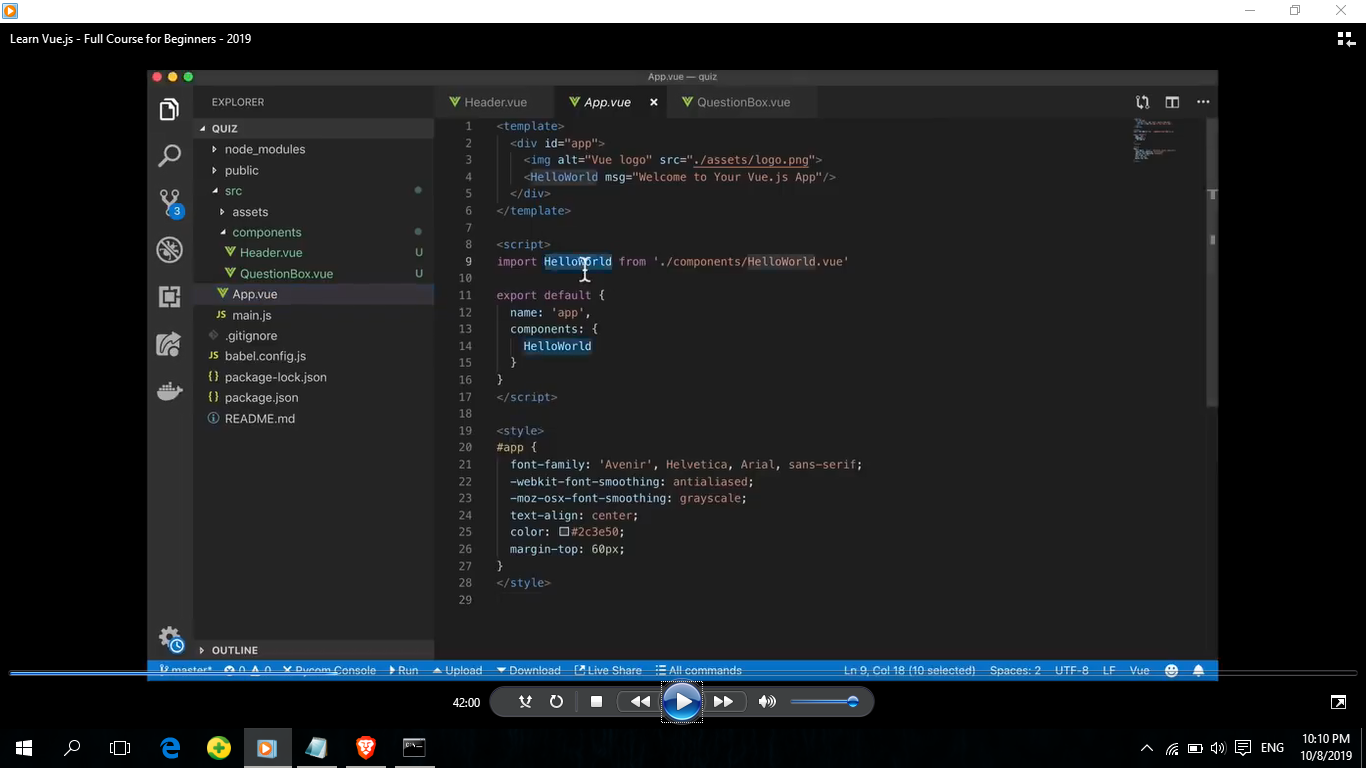 Learn Vue.js - Full Course for Beginners - 2019
App.vue — quiz
EXPLORER
QUIZ
node_modules
public
src
assets
components
Header.vue U
QuestionBox.vue U
App.vue
JS main.js
.gitignore
JS babel.config.js
{} package-lock.json
{} package.json
README.md
OUTLINE
3
Header.vue App.vue × QuestionBox.vue
1 <template>
2 <div id="app">
3 <img alt="Vue logo" src="./assets/logo.png">
4 <HelloWorld msg="Welcome to Your Vue.js App"/>
5 </div>
6 </template>
7
8 <script>
9 import HelloWorld from './components/HelloWorld.vue'
10
11 export default {
12 name: 'app',
13 components: {
14 HelloWorld
15 }
16 }
17 </script>
18
19 <style>
20 #app {
21 font-family: 'Avenir', Helvetica, Arial, sans-serif;
22 -webkit-font-smoothing: antialiased;
23 -moz-osx-font-smoothing: grayscale;
24 text-align: center;
25 color: #2c3e50;
26 margin-top: 60px;
27 }
28 </style>
29
master* 0 0 Pycom Console Run Upload Download Live Share All commands Ln 9, Col 18 (10 selected) Spaces: 2 UTF-8 LF Vue
42:00
ENG 10:10 PM
10/8/2019